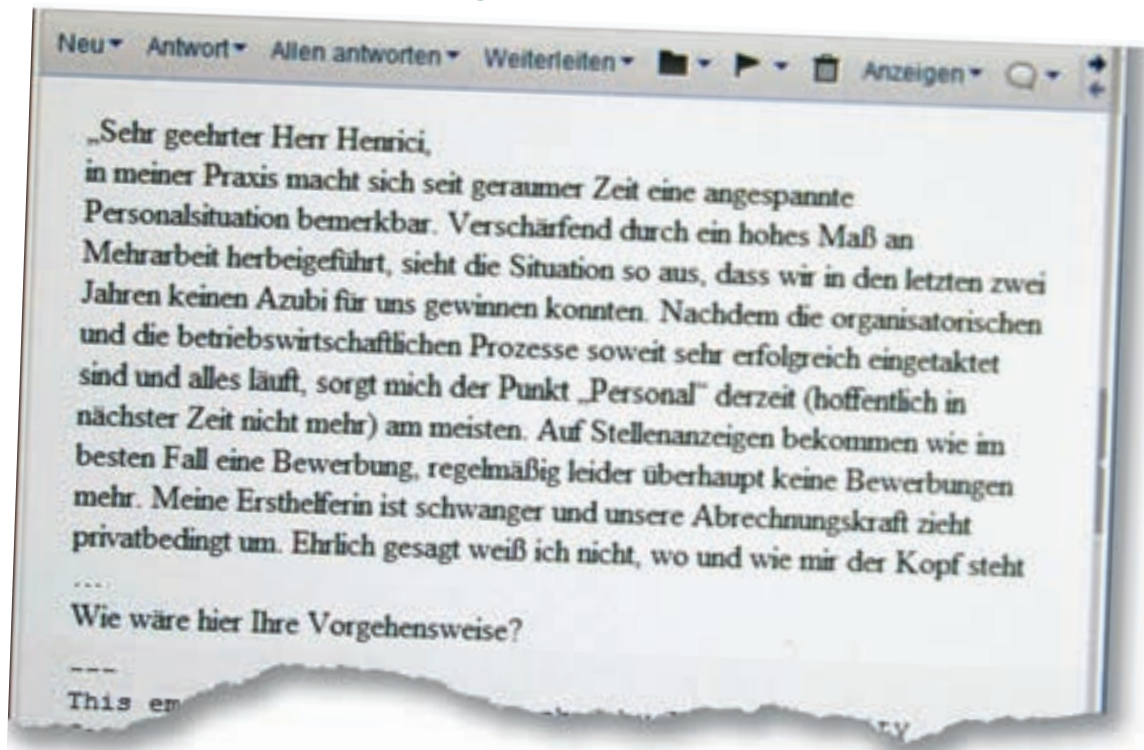 Neu Antwort Allen antworten Weiterleiten Anzeigen
„Sehr geehrter Herr Henrici,
in meiner Praxis macht sich seit geraumer Zeit eine angespannte
Personalsituation bemerkbar. Verschärfend durch ein hohes Maß an
Mehrarbeit herbeigeführt, sieht die Situation so aus, dass wir in den letzten zwei
Jahren keinen Azubi für uns gewinnen konnten. Nachdem die organisatorischen
und die betriebswirtschaftlichen Prozesse soweit sehr erfolgreich eingetaktet
sind und alles läuft, sorgt mich der Punkt „Personal“ derzeit (hoffentlich in
nächster Zeit nicht mehr) am meisten. Auf Stellenanzeigen bekommen wie im
besten Fall eine Bewerbung, regelmäßig leider überhaupt keine Bewerbungen
mehr. Meine Ersthelferin ist schwanger und unsere Abrechnungskraft zieht
privatbedingt um. Ehrlich gesagt weiß ich nicht, wo und wie mir der Kopf steht
....
Wie wäre hier Ihre Vorgehensweise?
---
This